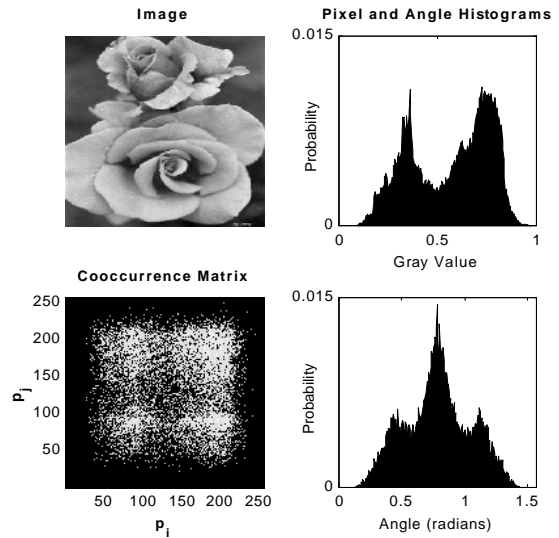 Image
Pixel and Angle Histograms
0.015
Probability
0
0 0.5 1
Gray Value
Cooccurrence Matrix
250
200
150
100
50
pj
50 100 150 200 250
pi
0.015
Probability
0
0 0.5 1 1.5
Angle (radians)